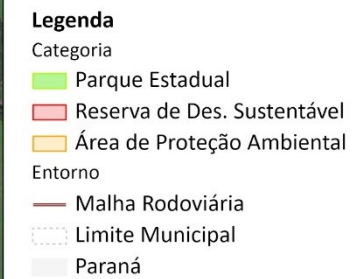 Legenda
Categoria
Parque Estadual
Reserva de Des. Sustentável
Área de Proteção Ambiental
Entorno
Malha Rodoviária
Limite Municipal
Paraná